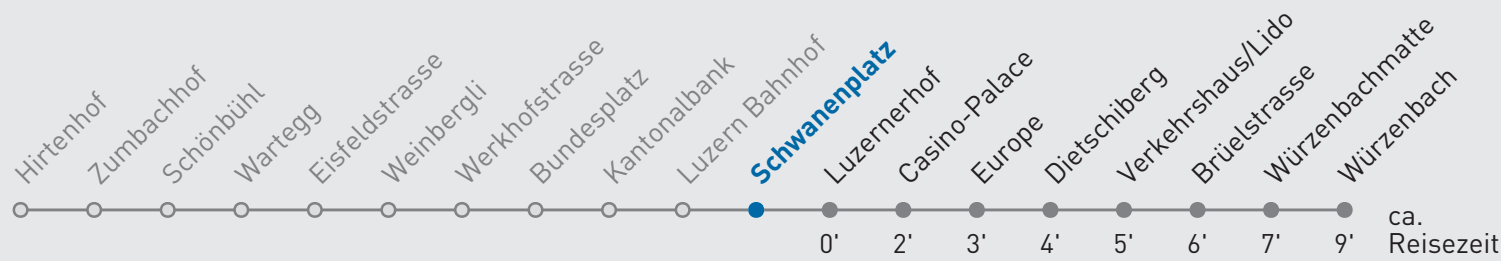 Hirtenhof
Zumbachhof
Schönbühl
Wartegg
Eisfeldstrasse
Weinbergli
Werkhofstrasse
Bundesplatz
Kantonalbank
Luzern Bahnhof
Schwanenplatz
Luzernerhof
Casino-Palace
Europe
Dietschiberg
Verkehrshaus/Lido
Brüelstrasse
Würzenbachmatte
Würzenbach
0' 2' 3' 4' 5' 6' 7' 9'
ca.
Reisezeit